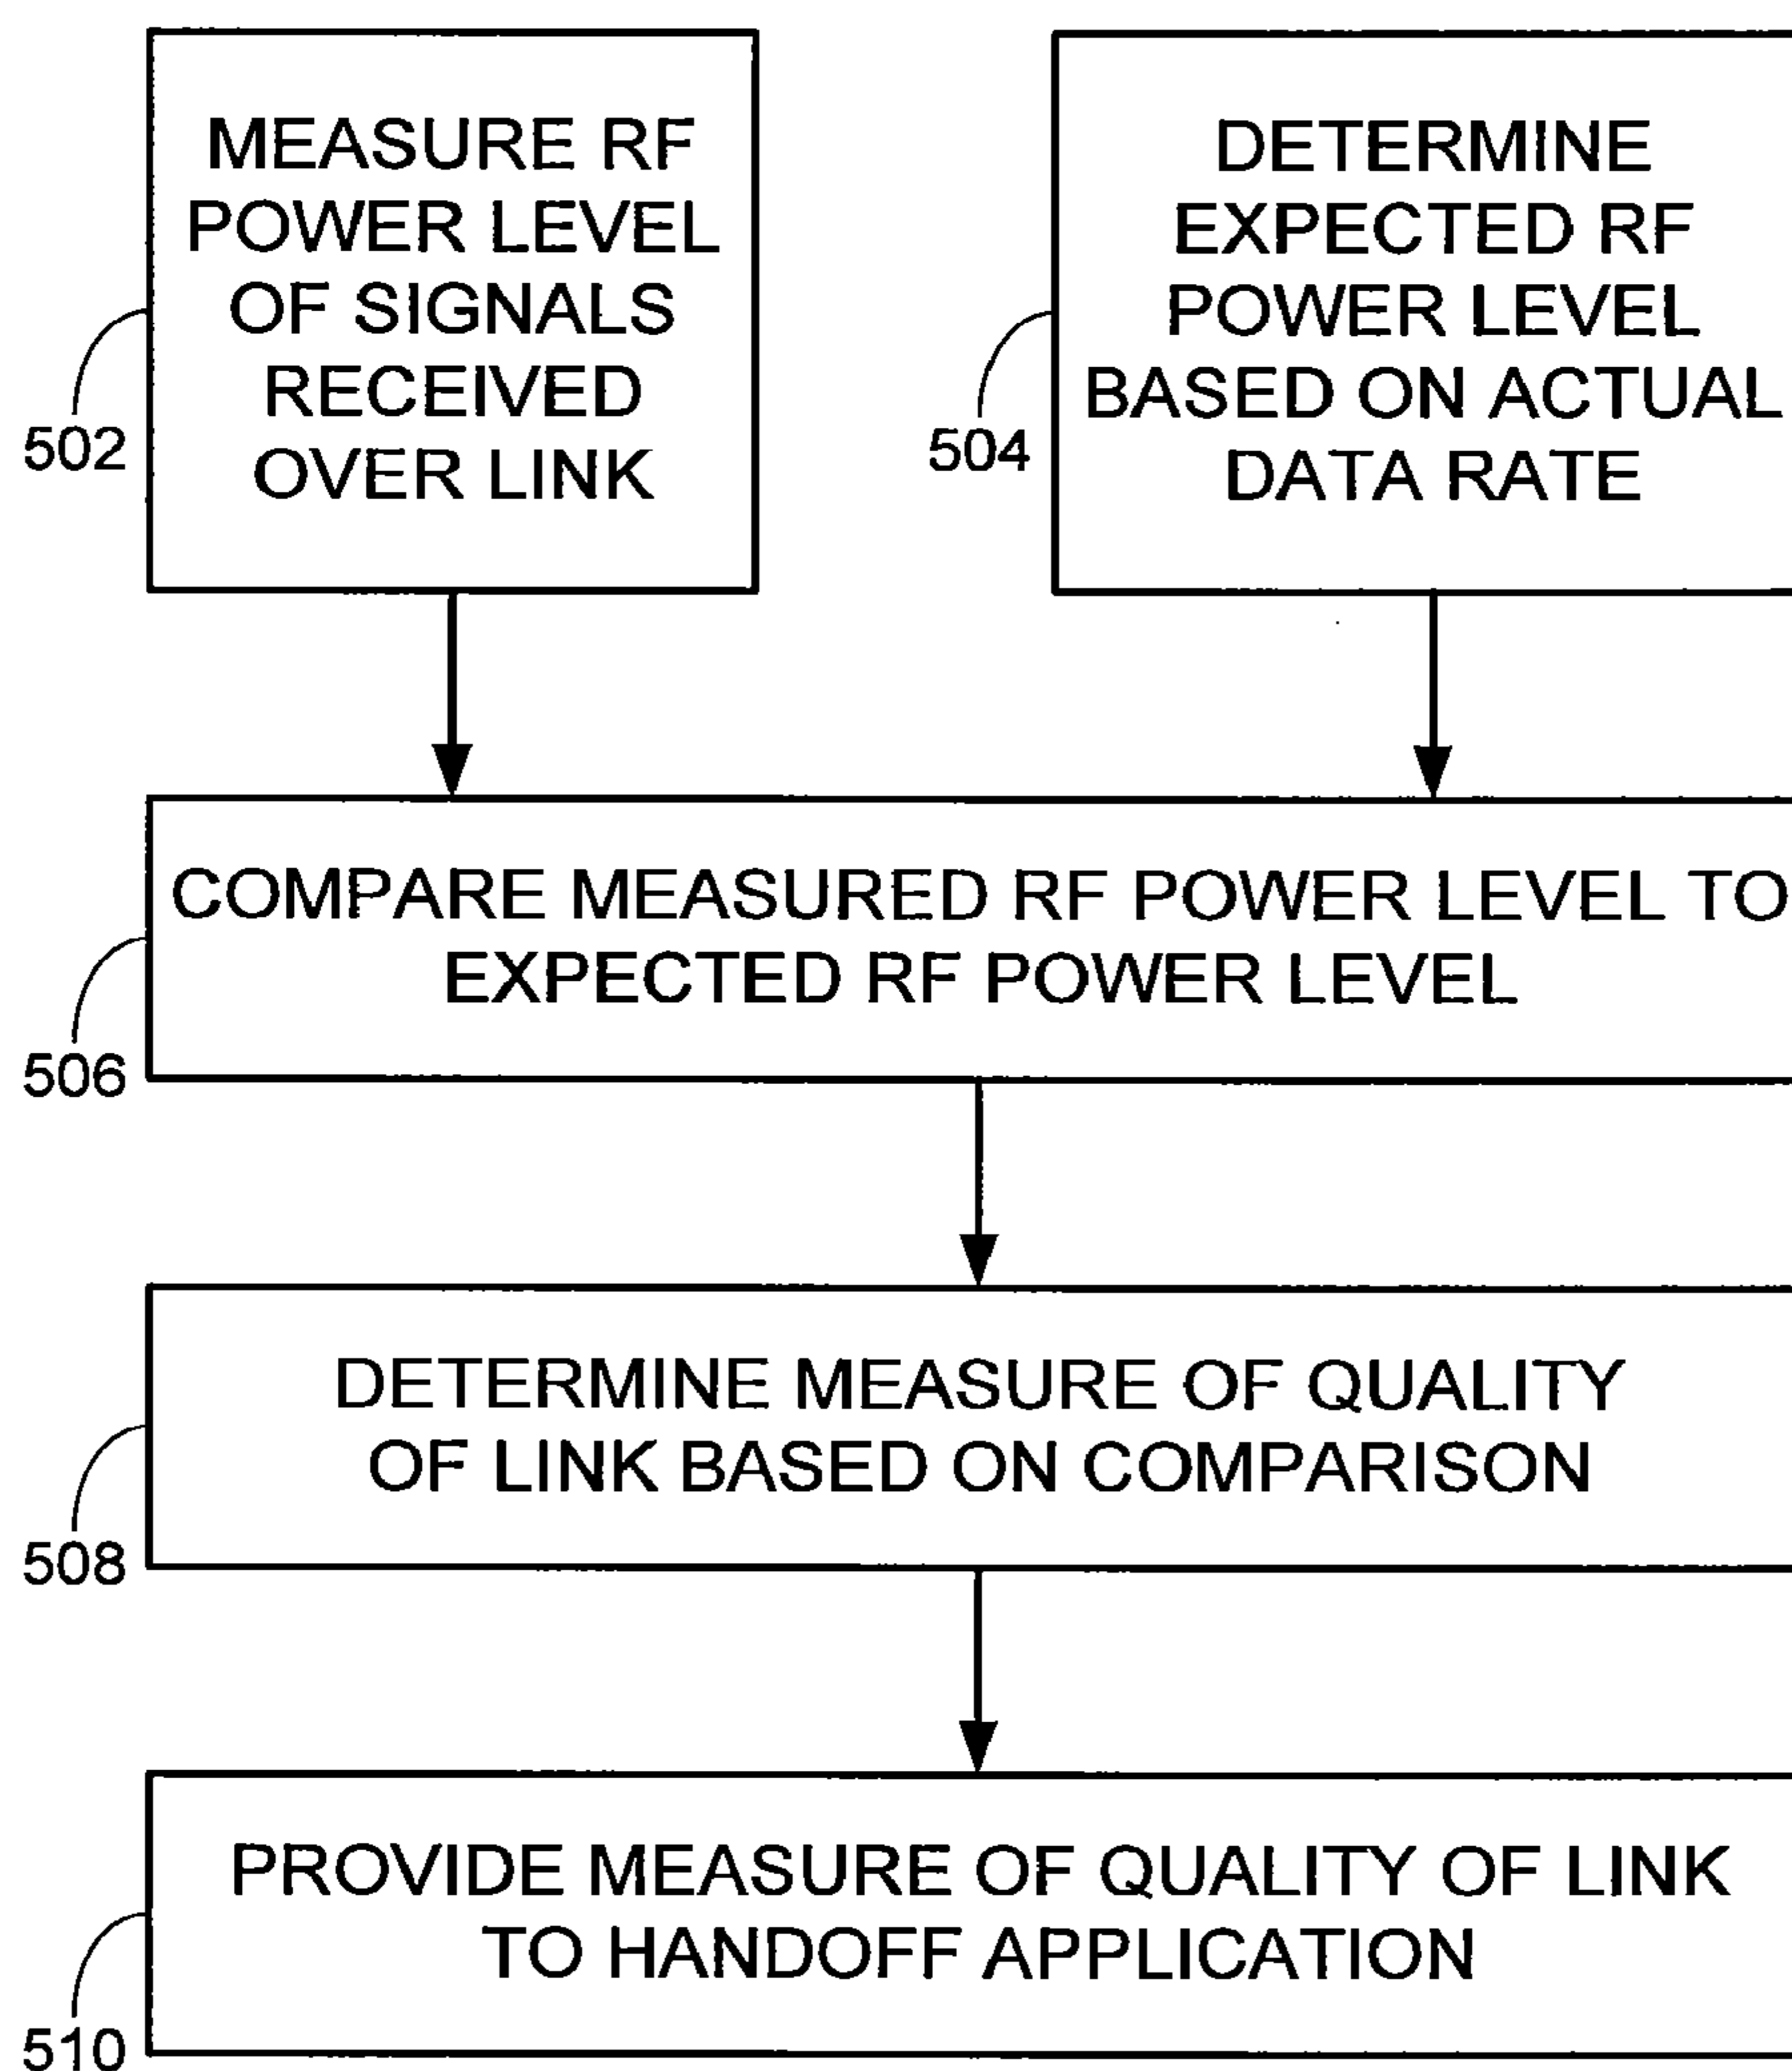 MEASURE RF
POWER LEVEL
OF SIGNALS
RECEIVED
OVER LINK
502
DETERMINE
EXPECTED RF
POWER LEVEL
BASED ON ACTUAL
DATA RATE
504
COMPARE MEASURED RF POWER LEVEL TO
EXPECTED RF POWER LEVEL
506
DETERMINE MEASURE OF QUALITY
OF LINK BASED ON COMPARISON
508
PROVIDE MEASURE OF QUALITY OF LINK
TO HANDOFF APPLICATION
510